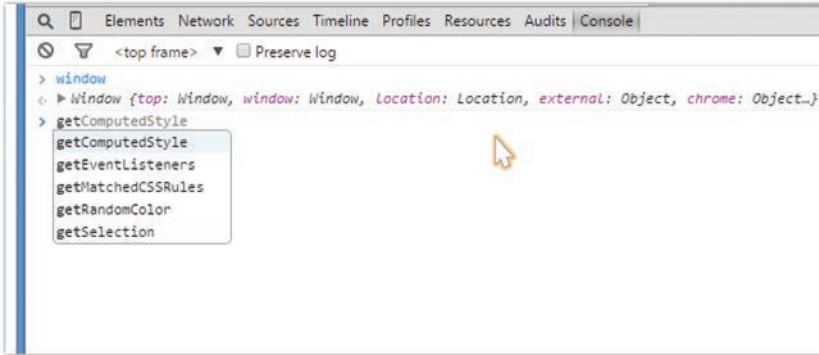 Elements Network Sources Timeline Profiles Resources Audits Console
<top frame> ▼ Preserve log
> window
<· ▶ Window {top: Window, window: Window, location: Location, external: Object, chrome: Object…}
> getComputedStyle
getComputedStyle
getEventListeners
getMatchedCSSRules
getRandomColor
getSelection